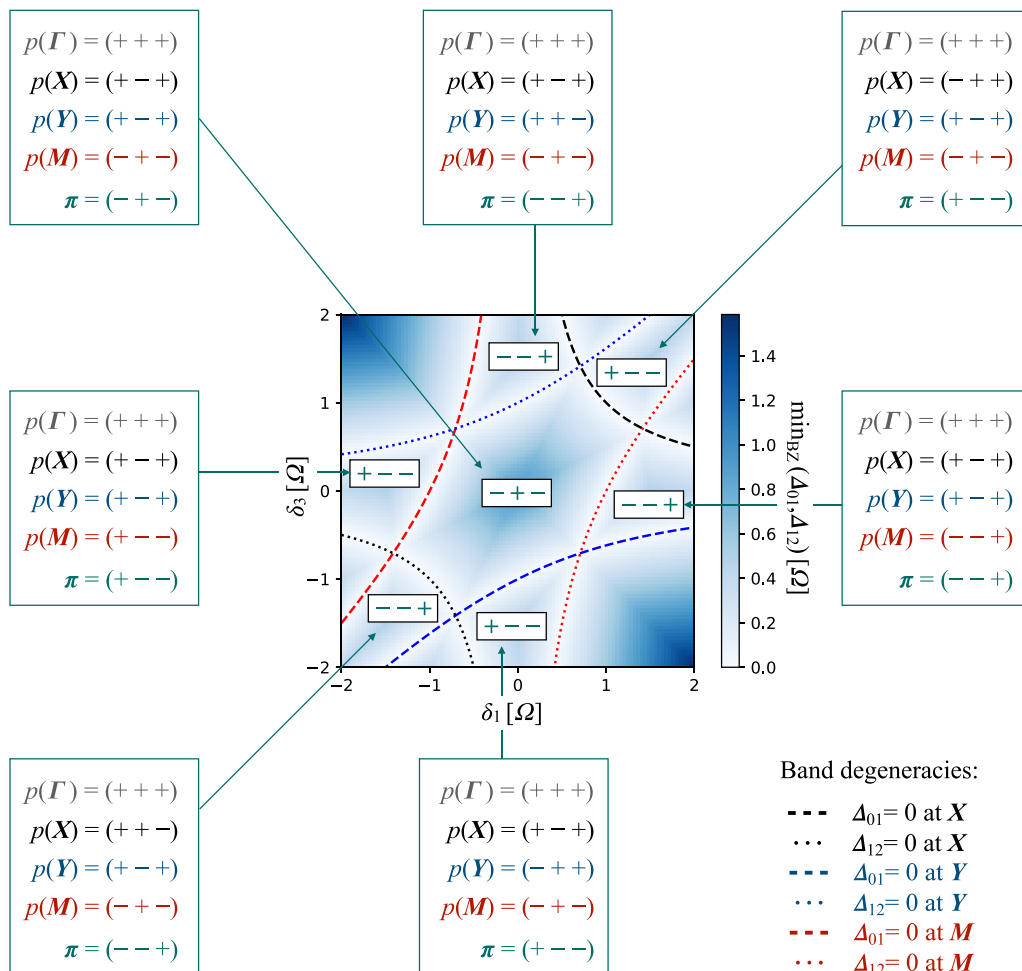 p(Γ) = (+ + +)
p(X) = (+ − +)
p(Y) = (+ − +)
p(M) = (− + −)
π = (− + −)
p(Γ) = (+ + +)
p(X) = (+ − +)
p(Y) = (+ + −)
p(M) = (− + −)
π = (− − +)
p(Γ) = (+ + +)
p(X) = (− + +)
p(Y) = (+ − +)
p(M) = (− + −)
π = (+ − −)
p(Γ) = (+ + +)
p(X) = (+ − +)
p(Y) = (+ − +)
p(M) = (+ − −)
π = (+ − −)
2
1
0
−1
−2
δ₃ [Ω]
−2 −1 0 1 2
δ₁ [Ω]
− − +
+ − −
+ − −
− + −
− − +
− − +
+ − −
1.4
1.2
1.0
0.8
0.6
0.4
0.2
0.0
min_BZ (Δ₀₁,Δ₁₂) [Ω]
p(Γ) = (+ + +)
p(X) = (+ − +)
p(Y) = (+ − +)
p(M) = (− − +)
π = (− − +)
p(Γ) = (+ + +)
p(X) = (+ + −)
p(Y) = (+ − +)
p(M) = (− + −)
π = (− − +)
p(Γ) = (+ + +)
p(X) = (+ − +)
p(Y) = (− + +)
p(M) = (− + −)
π = (+ − −)
Band degeneracies:
Δ₀₁= 0 at X
Δ₁₂= 0 at X
Δ₀₁= 0 at Y
Δ₁₂= 0 at Y
Δ₀₁= 0 at M
Δ₁₂= 0 at M